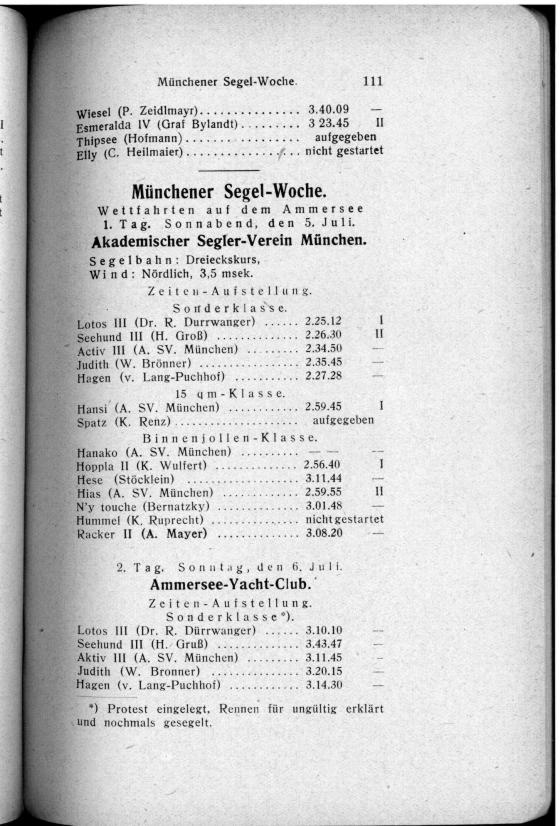 Münchener Segel-Woche. 111
Wiesel (P. Zeidlmayr)............... 3.40.09 —
Esmeralda IV (Graf Bylandt)......... 3 23.45 II
Thipsee (Hofmann)................. aufgegeben
Elly (C. Heilmaier)................. nicht gestartet
Münchener Segel-Woche.
Wettfahrten auf dem Ammersee
1. Tag. Sonnabend, den 5. Juli.
Akademischer Segler-Verein München.
Segelbahn: Dreieckskurs,
Wind: Nördlich, 3,5 msek.
Zeiten-Aufstellung.
Sonderklasse.
Lotos III (Dr. R. Durrwanger) ...... 2.25.12 I
Seehund III (H. Groß) .............. 2.26.30 II
Activ III (A. SV. München) ......... 2.34.50 —
Judith (W. Brönner) ................ 2.35.45 —
Hagen (v. Lang-Puchhof) ........... 2.27.28 —
15 qm-Klasse.
Hansi (A. SV. München) ............ 2.59.45 I
Spatz (K. Renz)..................... aufgegeben
Binnenjollen-Klasse.
Hanako (A. SV. München) .......... — — —
Hoppla II (K. Wulfert) .............. 2.56.40 I
Hese (Stöcklein) ................... 3.11.44 —
Hias (A. SV. München) ............. 2.59.55 II
N'y touche (Bernatzky) ............. 3.01.48 —
Hummel (K. Ruprecht) .............. nicht gestartet
Racker II (A. Mayer) ............... 3.08.20 —
2. Tag. Sonntag, den 6. Juli.
Ammersee-Yacht-Club.
Zeiten-Aufstellung.
Sonderklasse*).
Lotos III (Dr. R. Dürrwanger) ...... 3.10.10 —
Seehund III (H. Gruß) .............. 3.43.47 —
Aktiv III (A. SV. München) ......... 3.11.45 -
Judith (W. Bronner) ................ 3.20.15 —
Hagen (v. Lang-Puchhof) ............ 3.14.30 —
*) Protest eingelegt, Rennen für ungültig erklärt
und nochmals gesegelt.